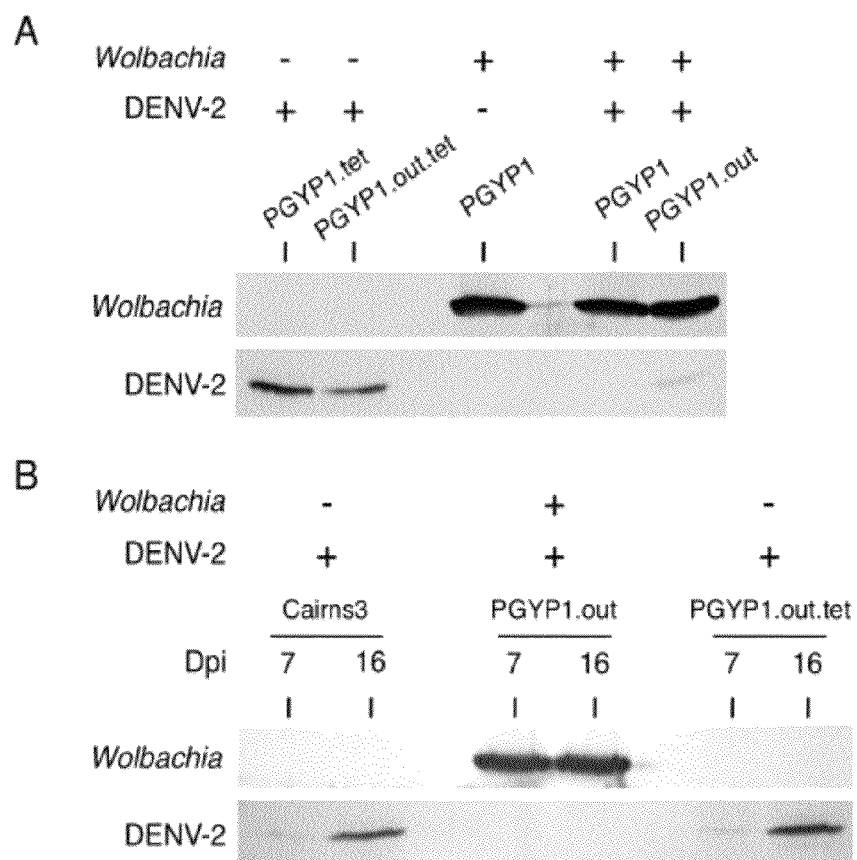 A
Wolbachia - - + + +
DENV-2 + + - + +
PGYP1.tet PGYP1.out.tet PGYP1 PGYP1 PGYP1.out
Wolbachia
DENV-2
B
Wolbachia - + -
DENV-2 + + +
Cairns3 PGYP1.out PGYP1.out.tet
Dpi 7 16 7 16 7 16
Wolbachia
DENV-2